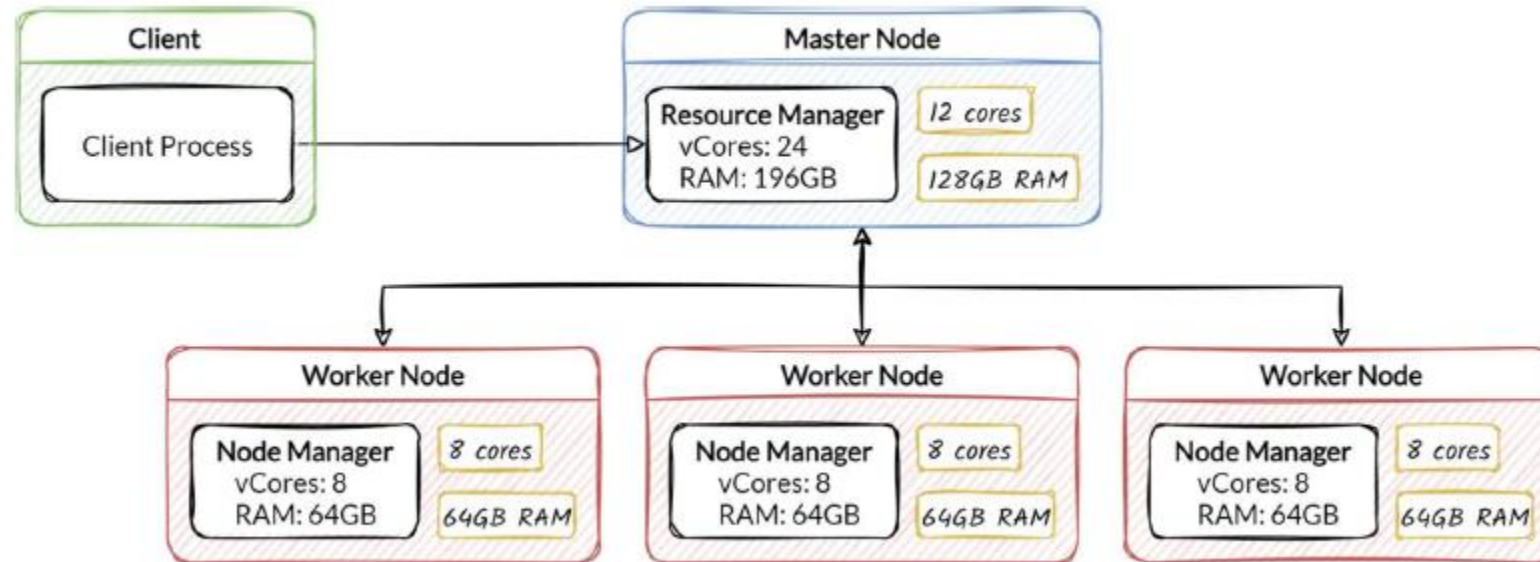 Client
Client Process
Master Node
Resource Manager
vCores: 24
RAM: 196GB
12 cores
128GB RAM
Worker Node
Node Manager
vCores: 8
RAM: 64GB
8 cores
64GB RAM
Worker Node
Node Manager
vCores: 8
RAM: 64GB
8 cores
64GB RAM
Worker Node
Node Manager
vCores: 8
RAM: 64GB
8 cores
64GB RAM